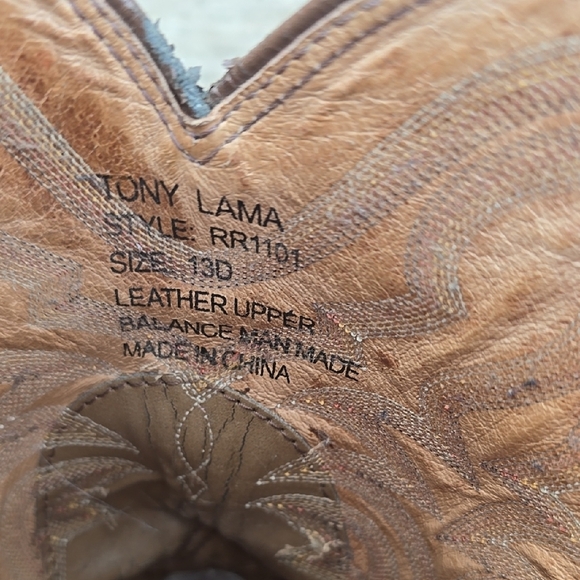 TONY LAMA
STYLE: RR1101
SIZE: 13D
LEATHER UPPER
BALANCE MAN MADE
MADE IN CHINA